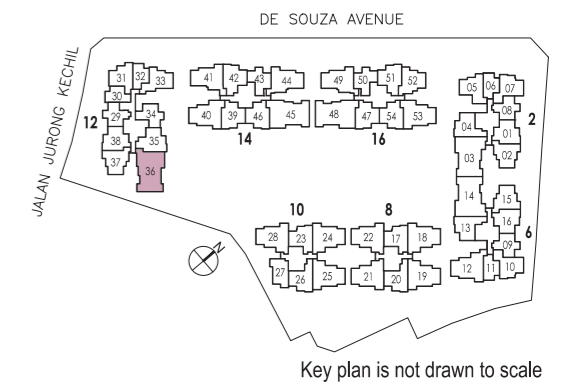 DE SOUZA AVENUE
JALAN JURONG KECHIL
31 32 33 41 42 43 44 49 50 51 52 05 06 07
30 08
29 34 40 39 46 45 48 47 54 53 04 01 2
12 38 35 14 16 03 02
37 36
14 15
10 8 13 16
28 23 24 22 17 18 09 6
27 26 25 21 20 19 12 11 10
N
Key plan is not drawn to scale